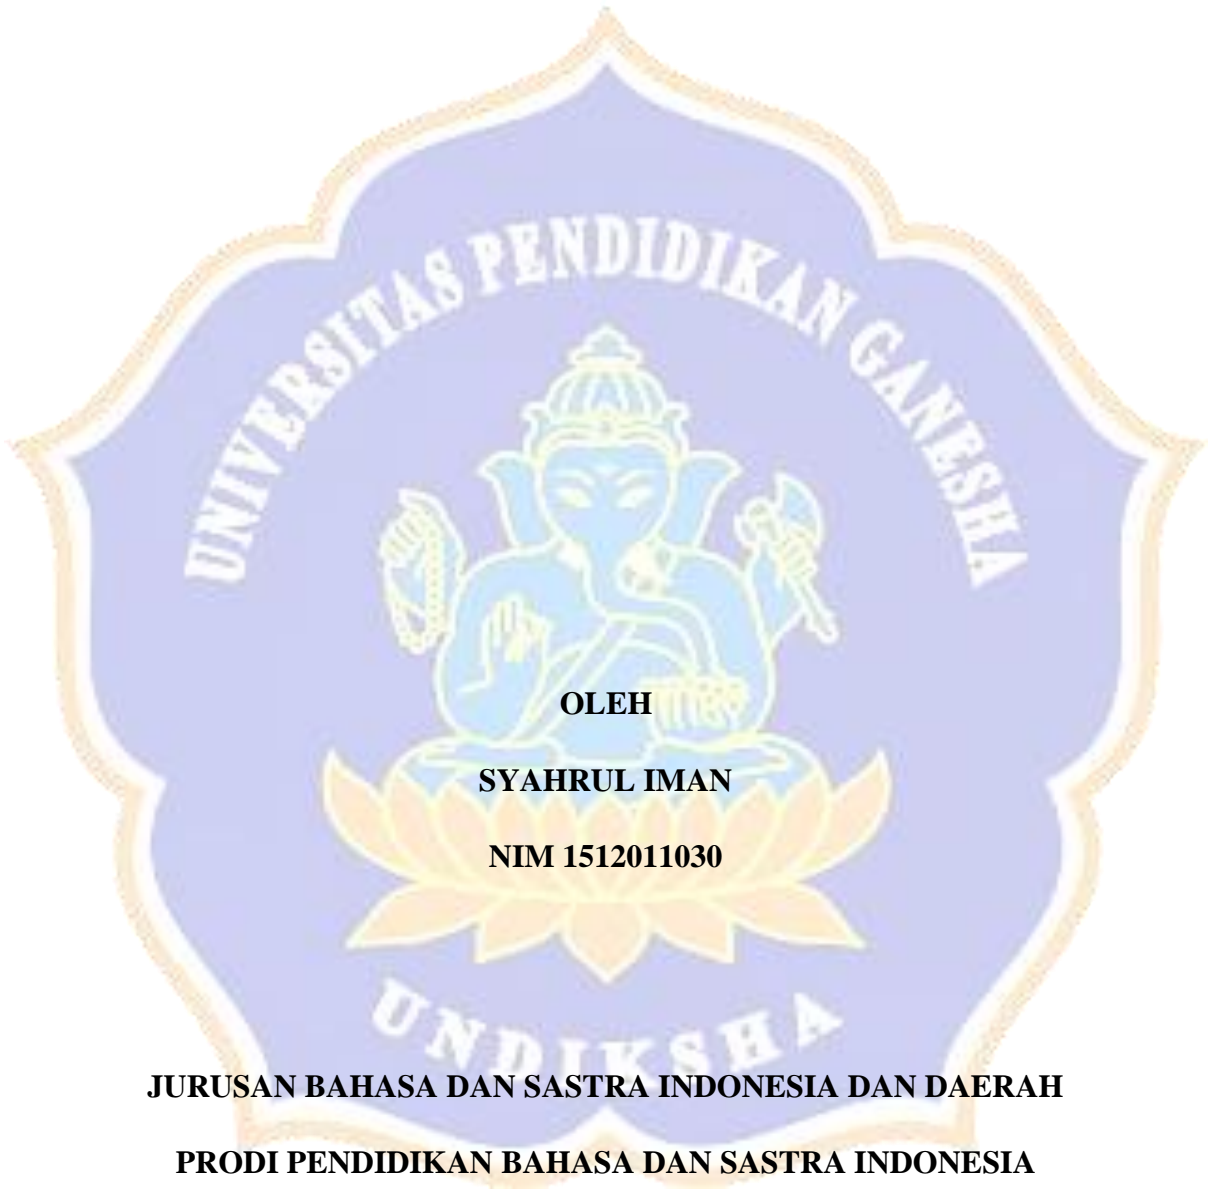 UNIVERSITAS PENDIDIKAN GANESHA
OLEH
SYAHRUL IMAN
NIM 1512011030
UNDIKSHA
JURUSAN BAHASA DAN SASTRA INDONESIA DAN DAERAH
PRODI PENDIDIKAN BAHASA DAN SASTRA INDONESIA